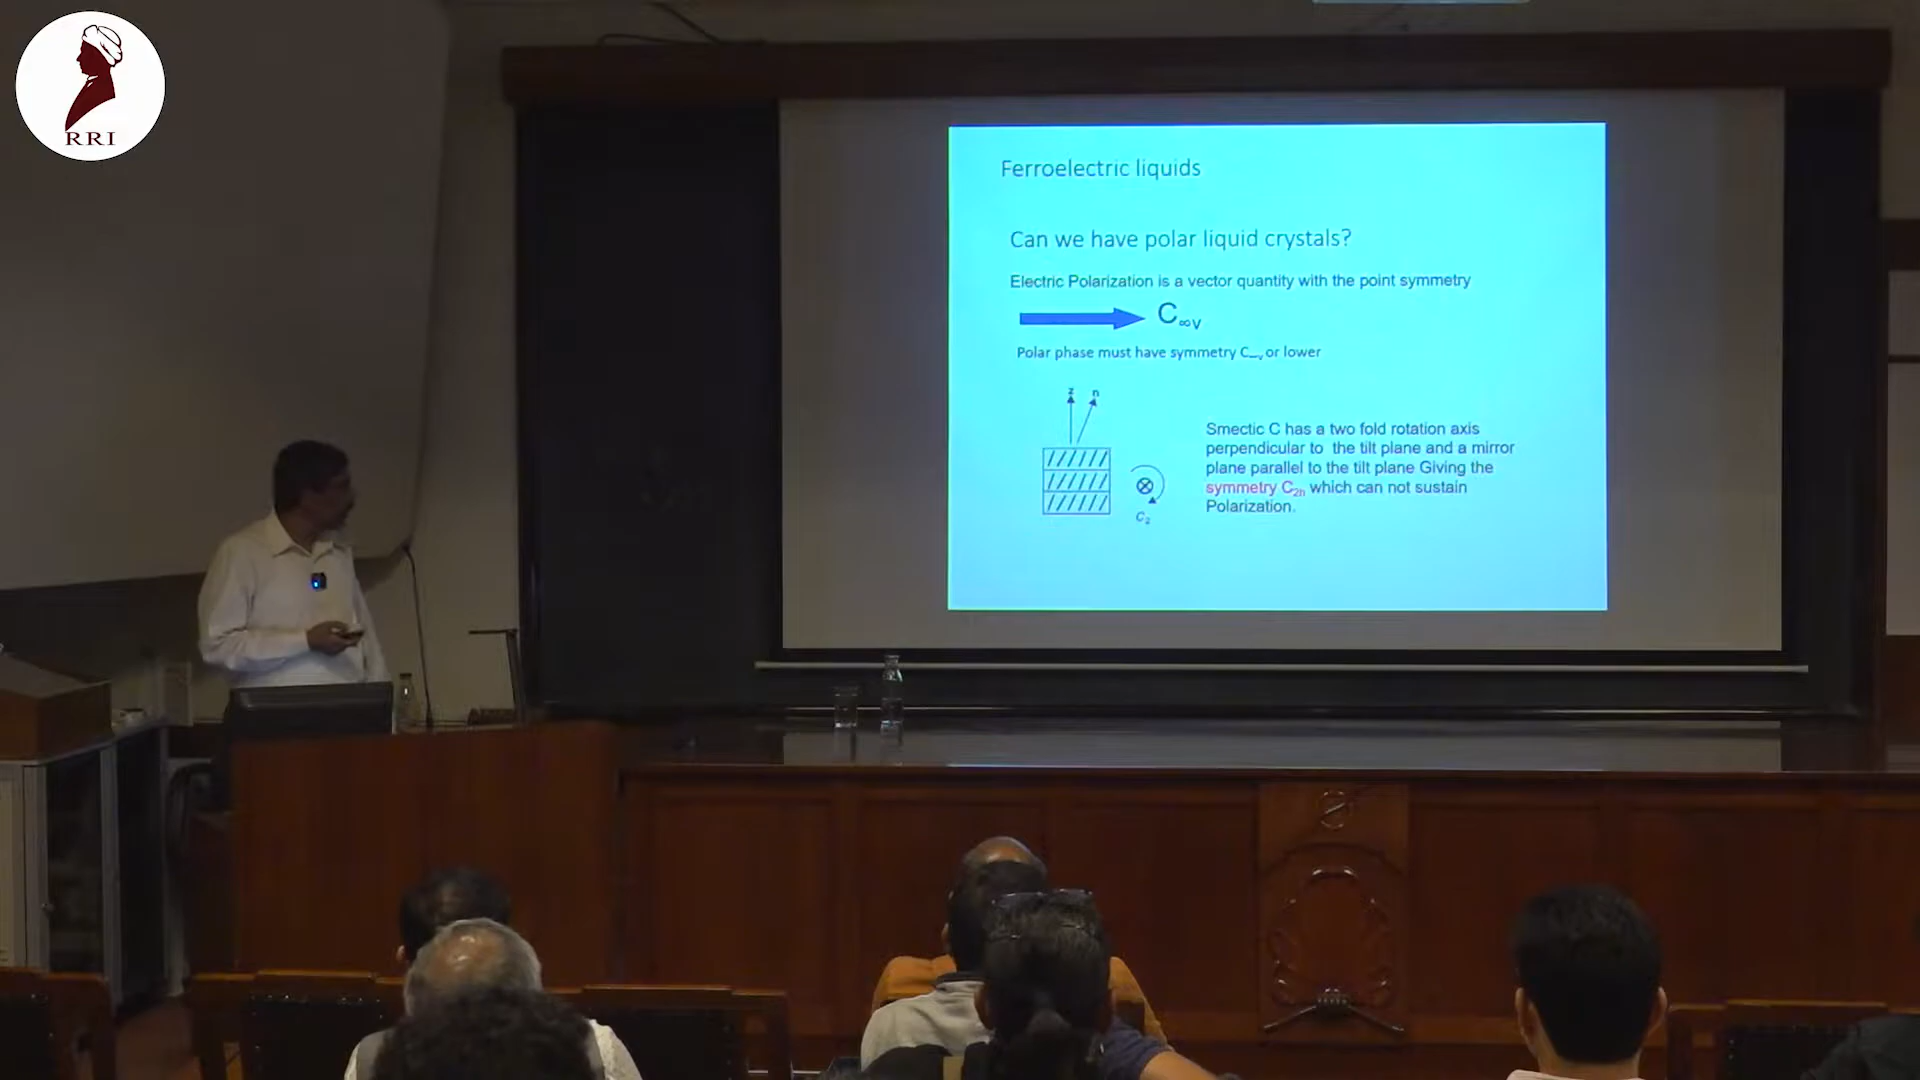 RRI
Ferroelectric liquids
Can we have polar liquid crystals?
Electric Polarization is a vector quantity with the point symmetry
C∞v
Polar phase must have symmetry C∞v or lower
z n
Smectic C has a two fold rotation axis
perpendicular to the tilt plane and a mirror
plane parallel to the tilt plane Giving the
symmetry C2h which can not sustain
Polarization.
C2